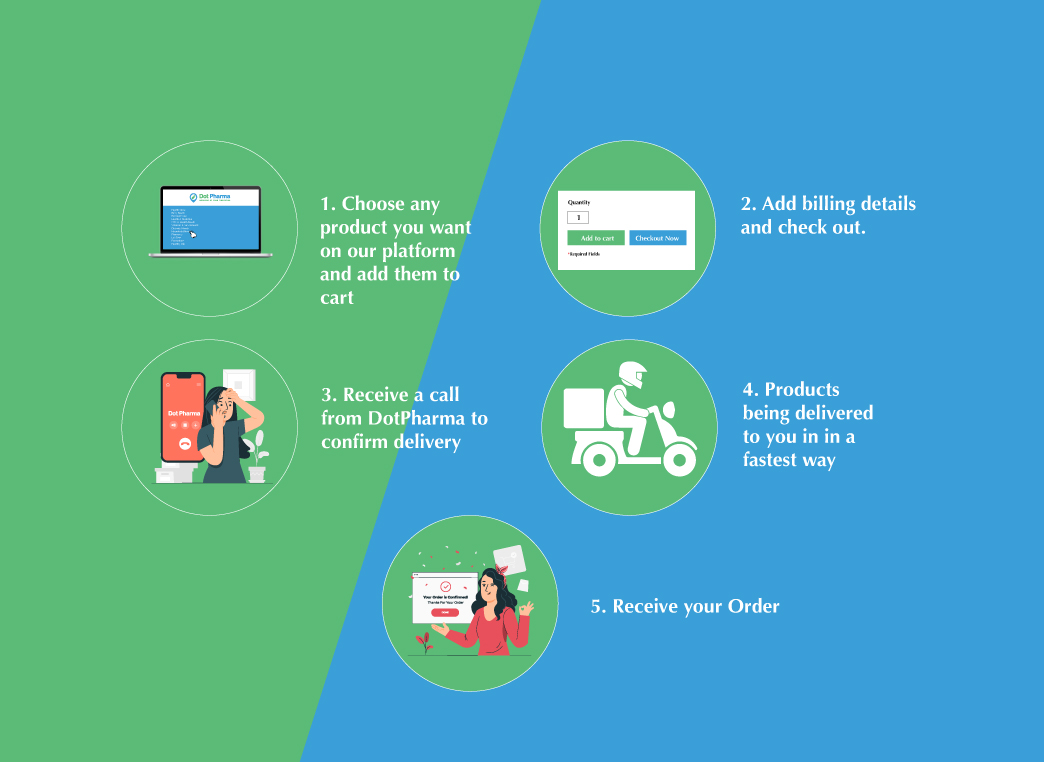 Dot Pharma
1. Choose any
product you want
on our platform
and add them to
cart
Quantity
1
Add to cart
Checkout Now
*Required Fields
2. Add billing details
and check out.
Dot Pharma
3. Receive a call
from DotPharma to
confirm delivery
4. Products
being delivered
to you in in a
fastest way
Your Order is Confirmed!
Thanks For Your Order
DONE
5. Receive your Order